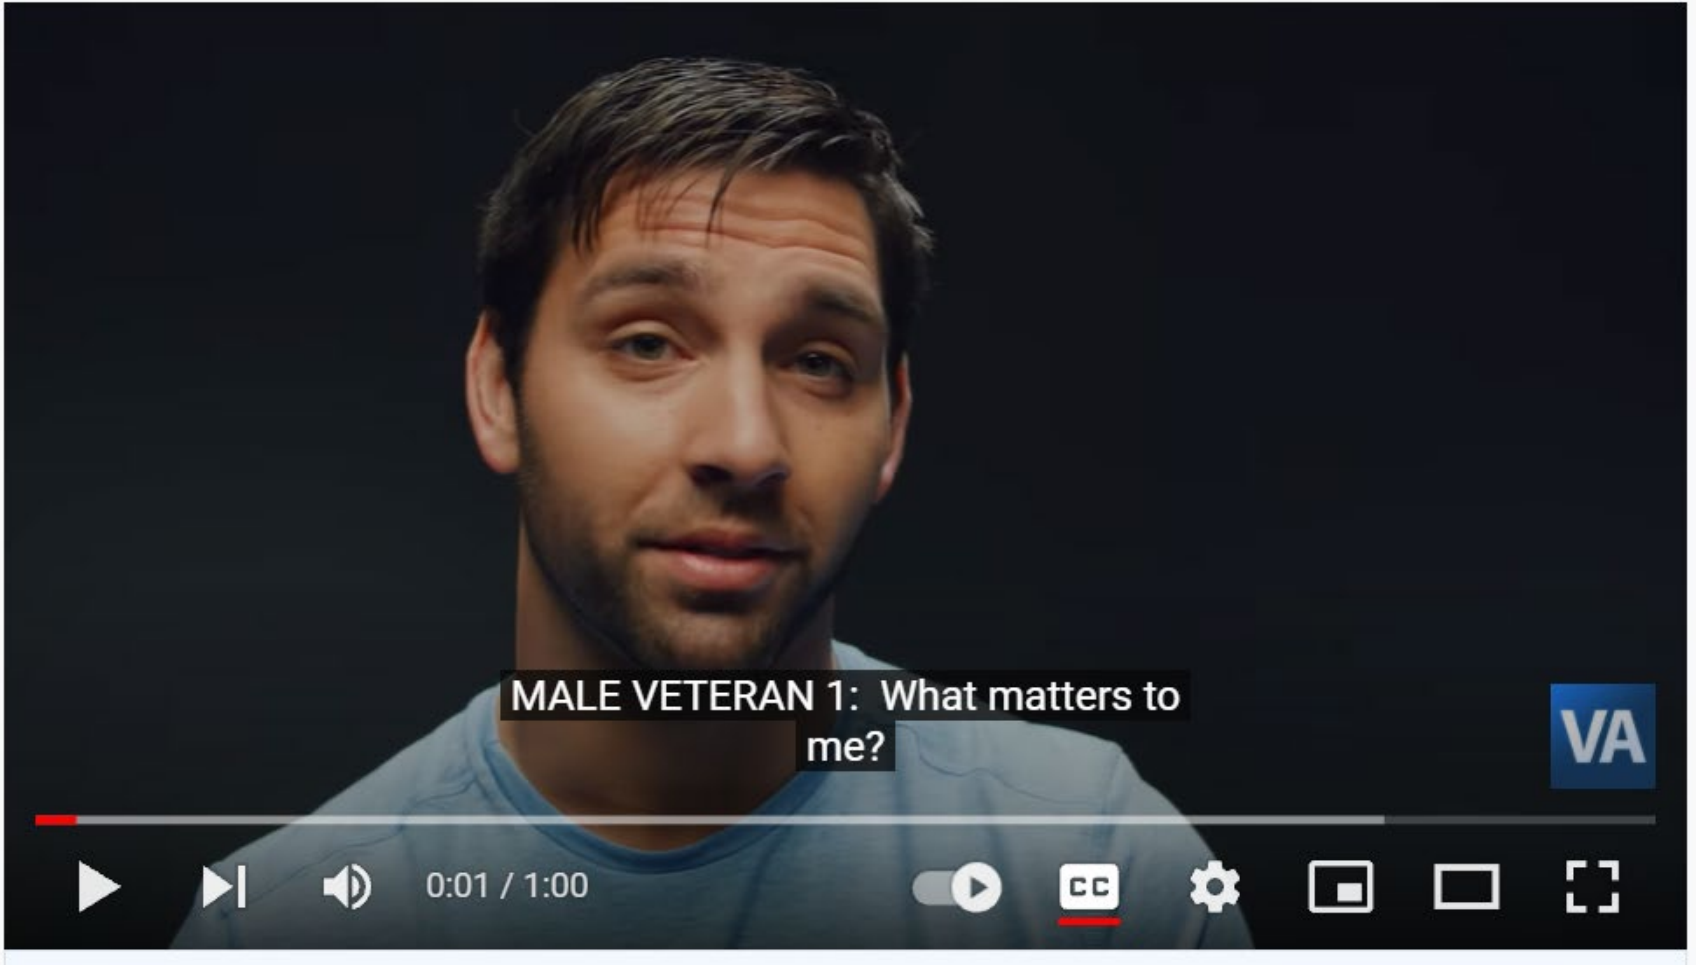 MALE VETERAN 1:  What matters to
me?
VA
0:01 / 1:00
CC